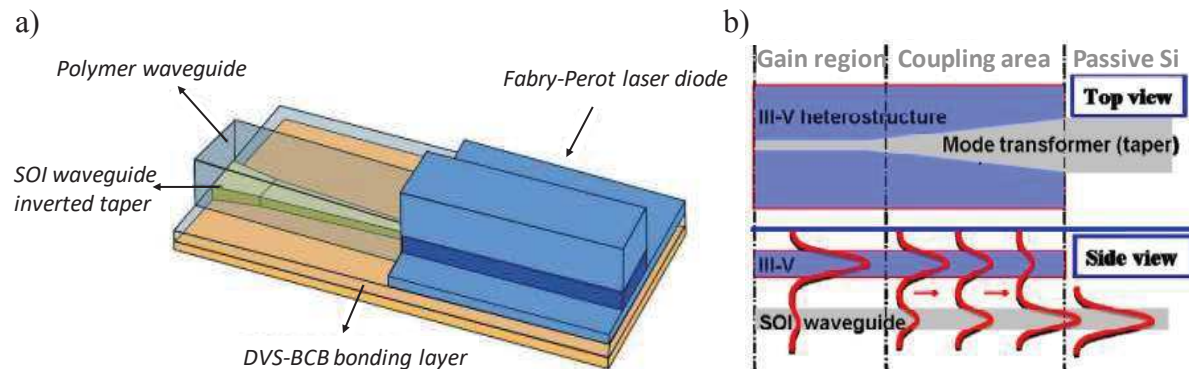 a)
Polymer waveguide
SOI waveguide
inverted taper
Fabry-Perot laser diode
DVS-BCB bonding layer
b)
Gain region Coupling area Passive Si
Top view
III-V heterostructure
Mode transformer (taper)
III-V
Side view
SOI waveguide